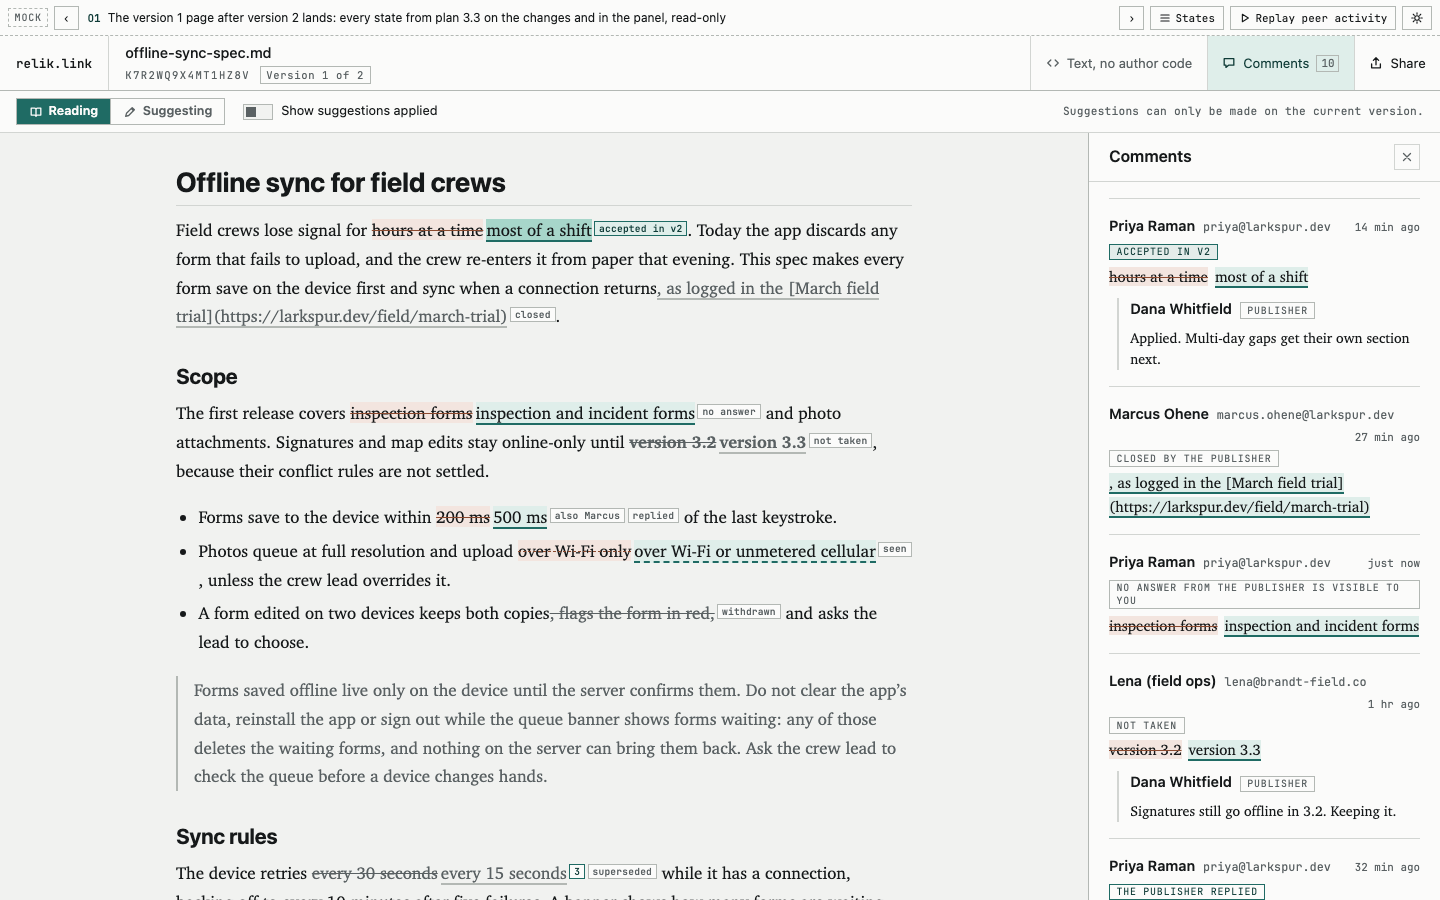 MOCK ‹ 01 The version 1 page after version 2 lands: every state from plan 3.3 on the changes and in the panel, read-only › States Replay peer activity
relik.link
offline-sync-spec.md
K7R2WQ9X4MT1HZ8V Version 1 of 2
Text, no author code
Comments 10
Share
Reading Suggesting Show suggestions applied Suggestions can only be made on the current version.
Offline sync for field crews
Field crews lose signal for hours at a time most of a shift accepted in v2. Today the app discards any
form that fails to upload, and the crew re-enters it from paper that evening. This spec makes every
form save on the device first and sync when a connection returns, as logged in the [March field
trial](https://larkspur.dev/field/march-trial) closed.
Scope
The first release covers inspection forms inspection and incident forms no answer and photo
attachments. Signatures and map edits stay online-only until version 3.2 version 3.3 not taken,
because their conflict rules are not settled.
• Forms save to the device within 200 ms 500 ms also Marcus replied of the last keystroke.
• Photos queue at full resolution and upload over Wi-Fi only over Wi-Fi or unmetered cellular seen
, unless the crew lead overrides it.
• A form edited on two devices keeps both copies, flags the form in red, withdrawn and asks the
lead to choose.
Forms saved offline live only on the device until the server confirms them. Do not clear the app’s
data, reinstall the app or sign out while the queue banner shows forms waiting: any of those
deletes the waiting forms, and nothing on the server can bring them back. Ask the crew lead to
check the queue before a device changes hands.
Sync rules
The device retries every 30 seconds every 15 seconds 3 superseded while it has a connection,
Comments
Priya Raman priya@larkspur.dev 14 min ago
ACCEPTED IN V2
hours at a time most of a shift
Dana Whitfield PUBLISHER
Applied. Multi-day gaps get their own section
next.
Marcus Ohene marcus.ohene@larkspur.dev
27 min ago
CLOSED BY THE PUBLISHER
, as logged in the [March field trial]
(https://larkspur.dev/field/march-trial)
Priya Raman priya@larkspur.dev just now
NO ANSWER FROM THE PUBLISHER IS VISIBLE TO
YOU
inspection forms inspection and incident forms
Lena (field ops) lena@brandt-field.co
1 hr ago
NOT TAKEN
version 3.2 version 3.3
Dana Whitfield PUBLISHER
Signatures still go offline in 3.2. Keeping it.
Priya Raman priya@larkspur.dev 32 min ago
THE PUBLISHER REPLIED